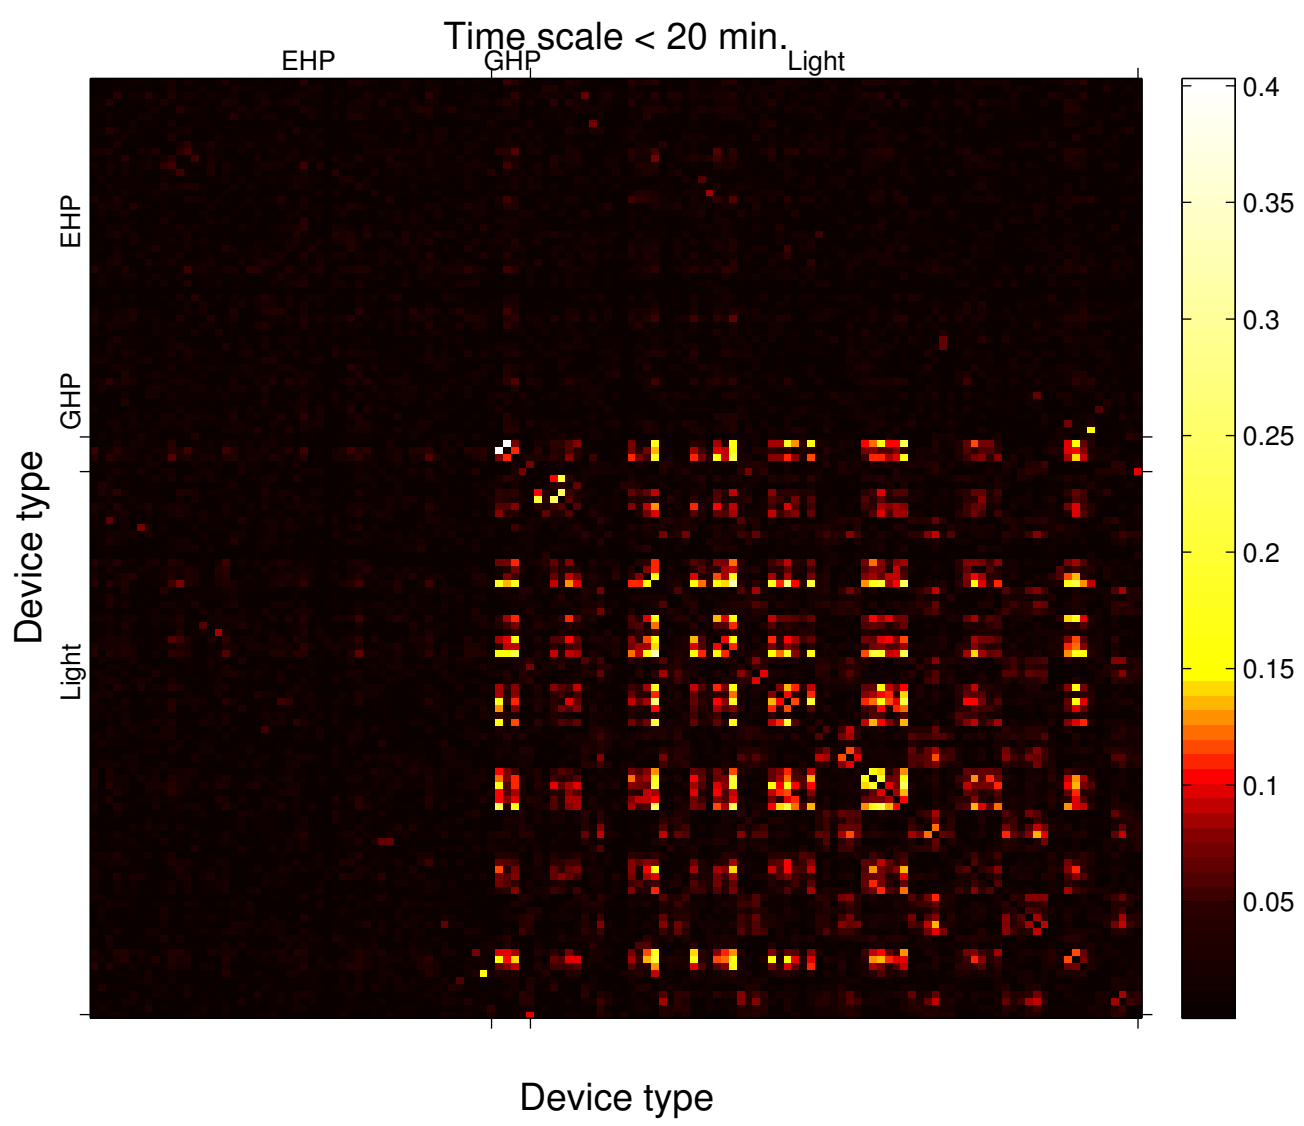 Time scale < 20 min.
EHP GHP Light
0.4
0.35
0.3
0.25
0.2
0.15
0.1
0.05
EHP
GHP
Light
Device type
Device type